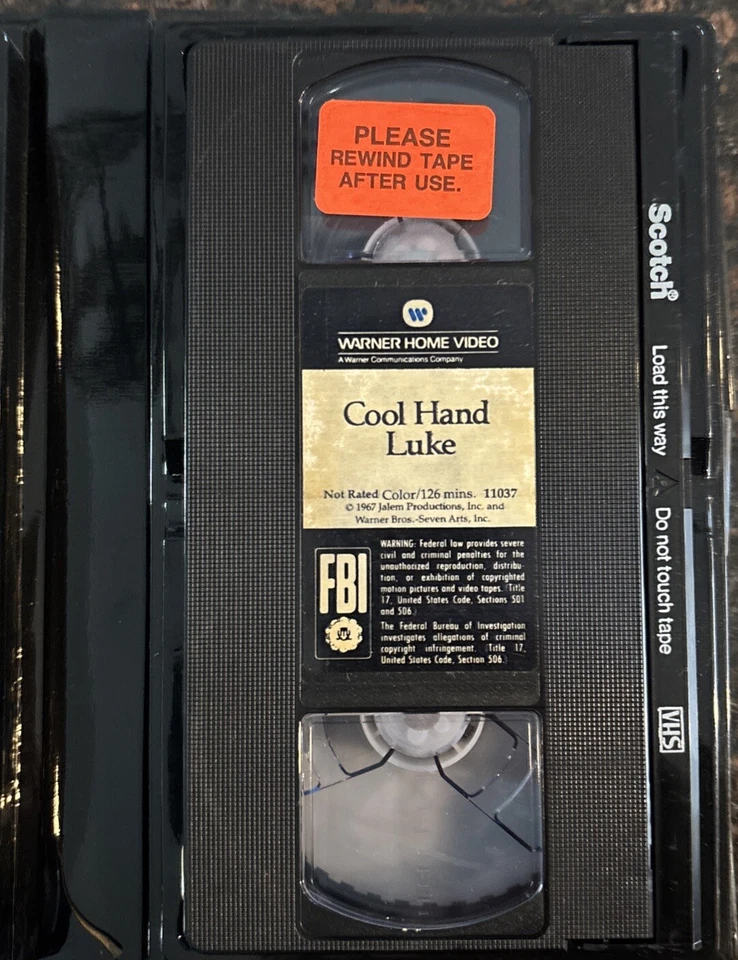 PLEASE
REWIND TAPE
AFTER USE.
WARNER HOME VIDEO
A Warner Communications Company
Cool Hand
Luke
Not Rated Color/126 mins. 11037
© 1967 Jalem Productions, Inc. and
Warner Bros.-Seven Arts, Inc.
FBI
WARNING: Federal law provides severe
civil and criminal penalties for the
unauthorized reproduction, distribu-
tion, or exhibition of copyrighted
motion pictures and video tapes. (Title
17, United States Code, Sections 501
and 506.)
The Federal Bureau of Investigation
investigates allegations of criminal
copyright infringement. (Title 17,
United States Code, Section 506.)
Scotch®
Load this way
Do not touch tape
VHS